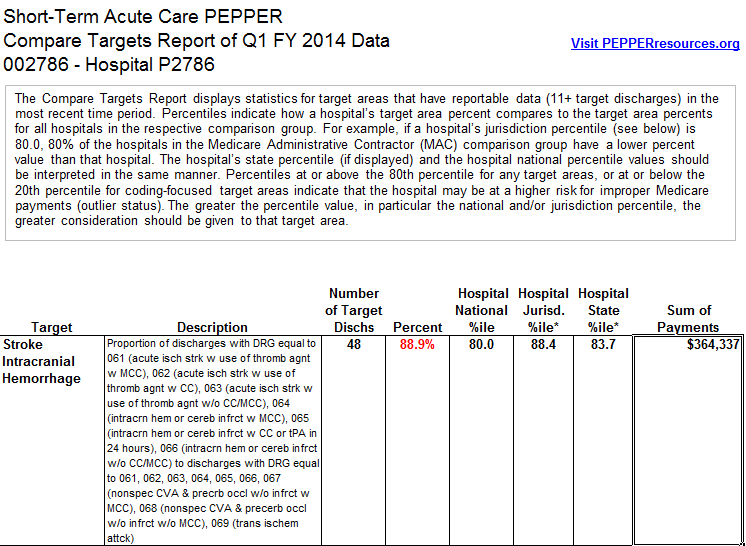 Short-Term Acute Care PEPPER
Compare Targets Report of Q1 FY 2014 Data
Visit PEPPERresources.org
002786 - Hospital P2786
The Compare Targets Report displays statistics for target areas that have reportable data (11+ target discharges) in the
most recent time period. Percentiles indicate how a hospital's target area percent compares to the target area percents
for all hospitals in the respective comparison group. For example, if a hospital's jurisdiction percentile (see below) is
80.0, 80% of the hospitals in the Medicare Administrative Contractor (MAC) comparison group have a lower percent
value than that hospital. The hospital's state percentile (if displayed) and the hospital national percentile values should
be interpreted in the same manner. Percentiles at or above the 80th percentile for any target areas, or at or below the
20th percentile for coding-focused target areas indicate that the hospital may be at a higher risk for improper Medicare
payments (outlier status). The greater the percentile value, in particular the national and/or jurisdiction percentile, the
greater consideration should be given to that target area.
Target
Description
Number
of Target
Dischs
Percent
Hospital
National
%ile
Hospital
Jurisd.
%ile*
Hospital
State
%ile*
Sum of
Payments
Stroke
Intracranial
Hemorrhage
Proportion of discharges with DRG equal to
061 (acute isch strk w use of thromb agnt
w MCC), 062 (acute isch strk w use of
thromb agnt w CC), 063 (acute isch strk w
use of thromb agnt w/o CC/MCC), 064
(intracrn hem or cereb infrct w MCC), 065
(intracrn hem or cereb infrct w CC or tPA in
24 hours), 066 (intracrn hem or cereb infrct
w/o CC/MCC) to discharges with DRG equal
to 061, 062, 063, 064, 065, 066, 067
(nonspec CVA & precrb occl w/o infrct w
MCC), 068 (nonspec CVA & precerb occl
w/o infrct w/o MCC), 069 (trans ischem
attck)
48
88.9%
80.0
88.4
83.7
$364,337